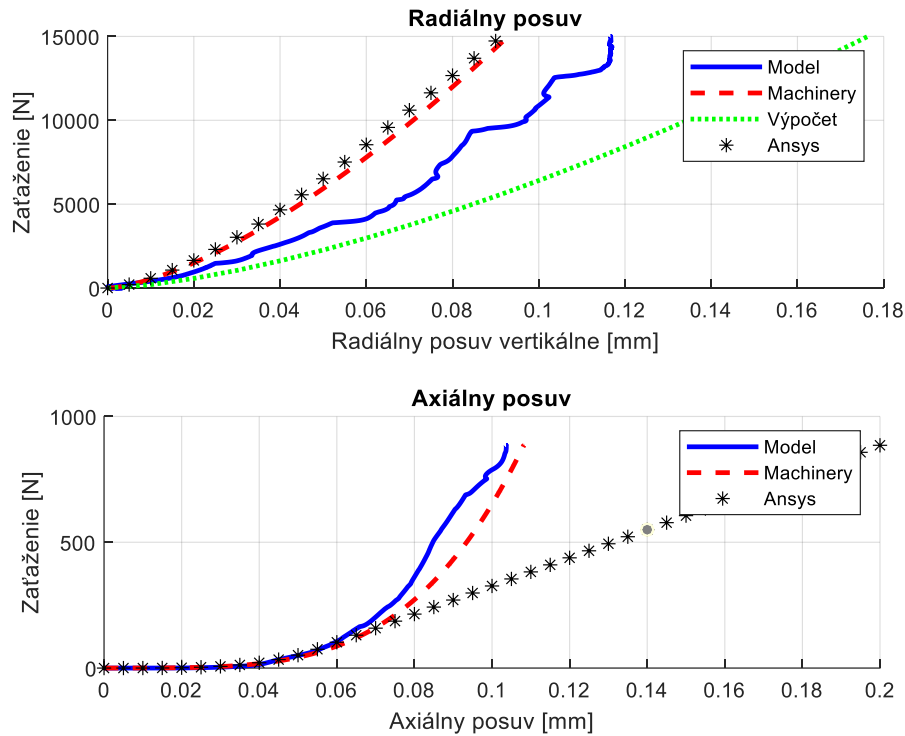 Radiálny posuv
15000
10000
5000
0
Zaťaženie [N]
Model
Machinery
Výpočet
Ansys
0 0.02 0.04 0.06 0.08 0.1 0.12 0.14 0.16 0.18
Radiálny posuv vertikálne [mm]
Axiálny posuv
1000
500
0
Zaťaženie [N]
Model
Machinery
Ansys
0 0.02 0.04 0.06 0.08 0.1 0.12 0.14 0.16 0.18 0.2
Axiálny posuv [mm]